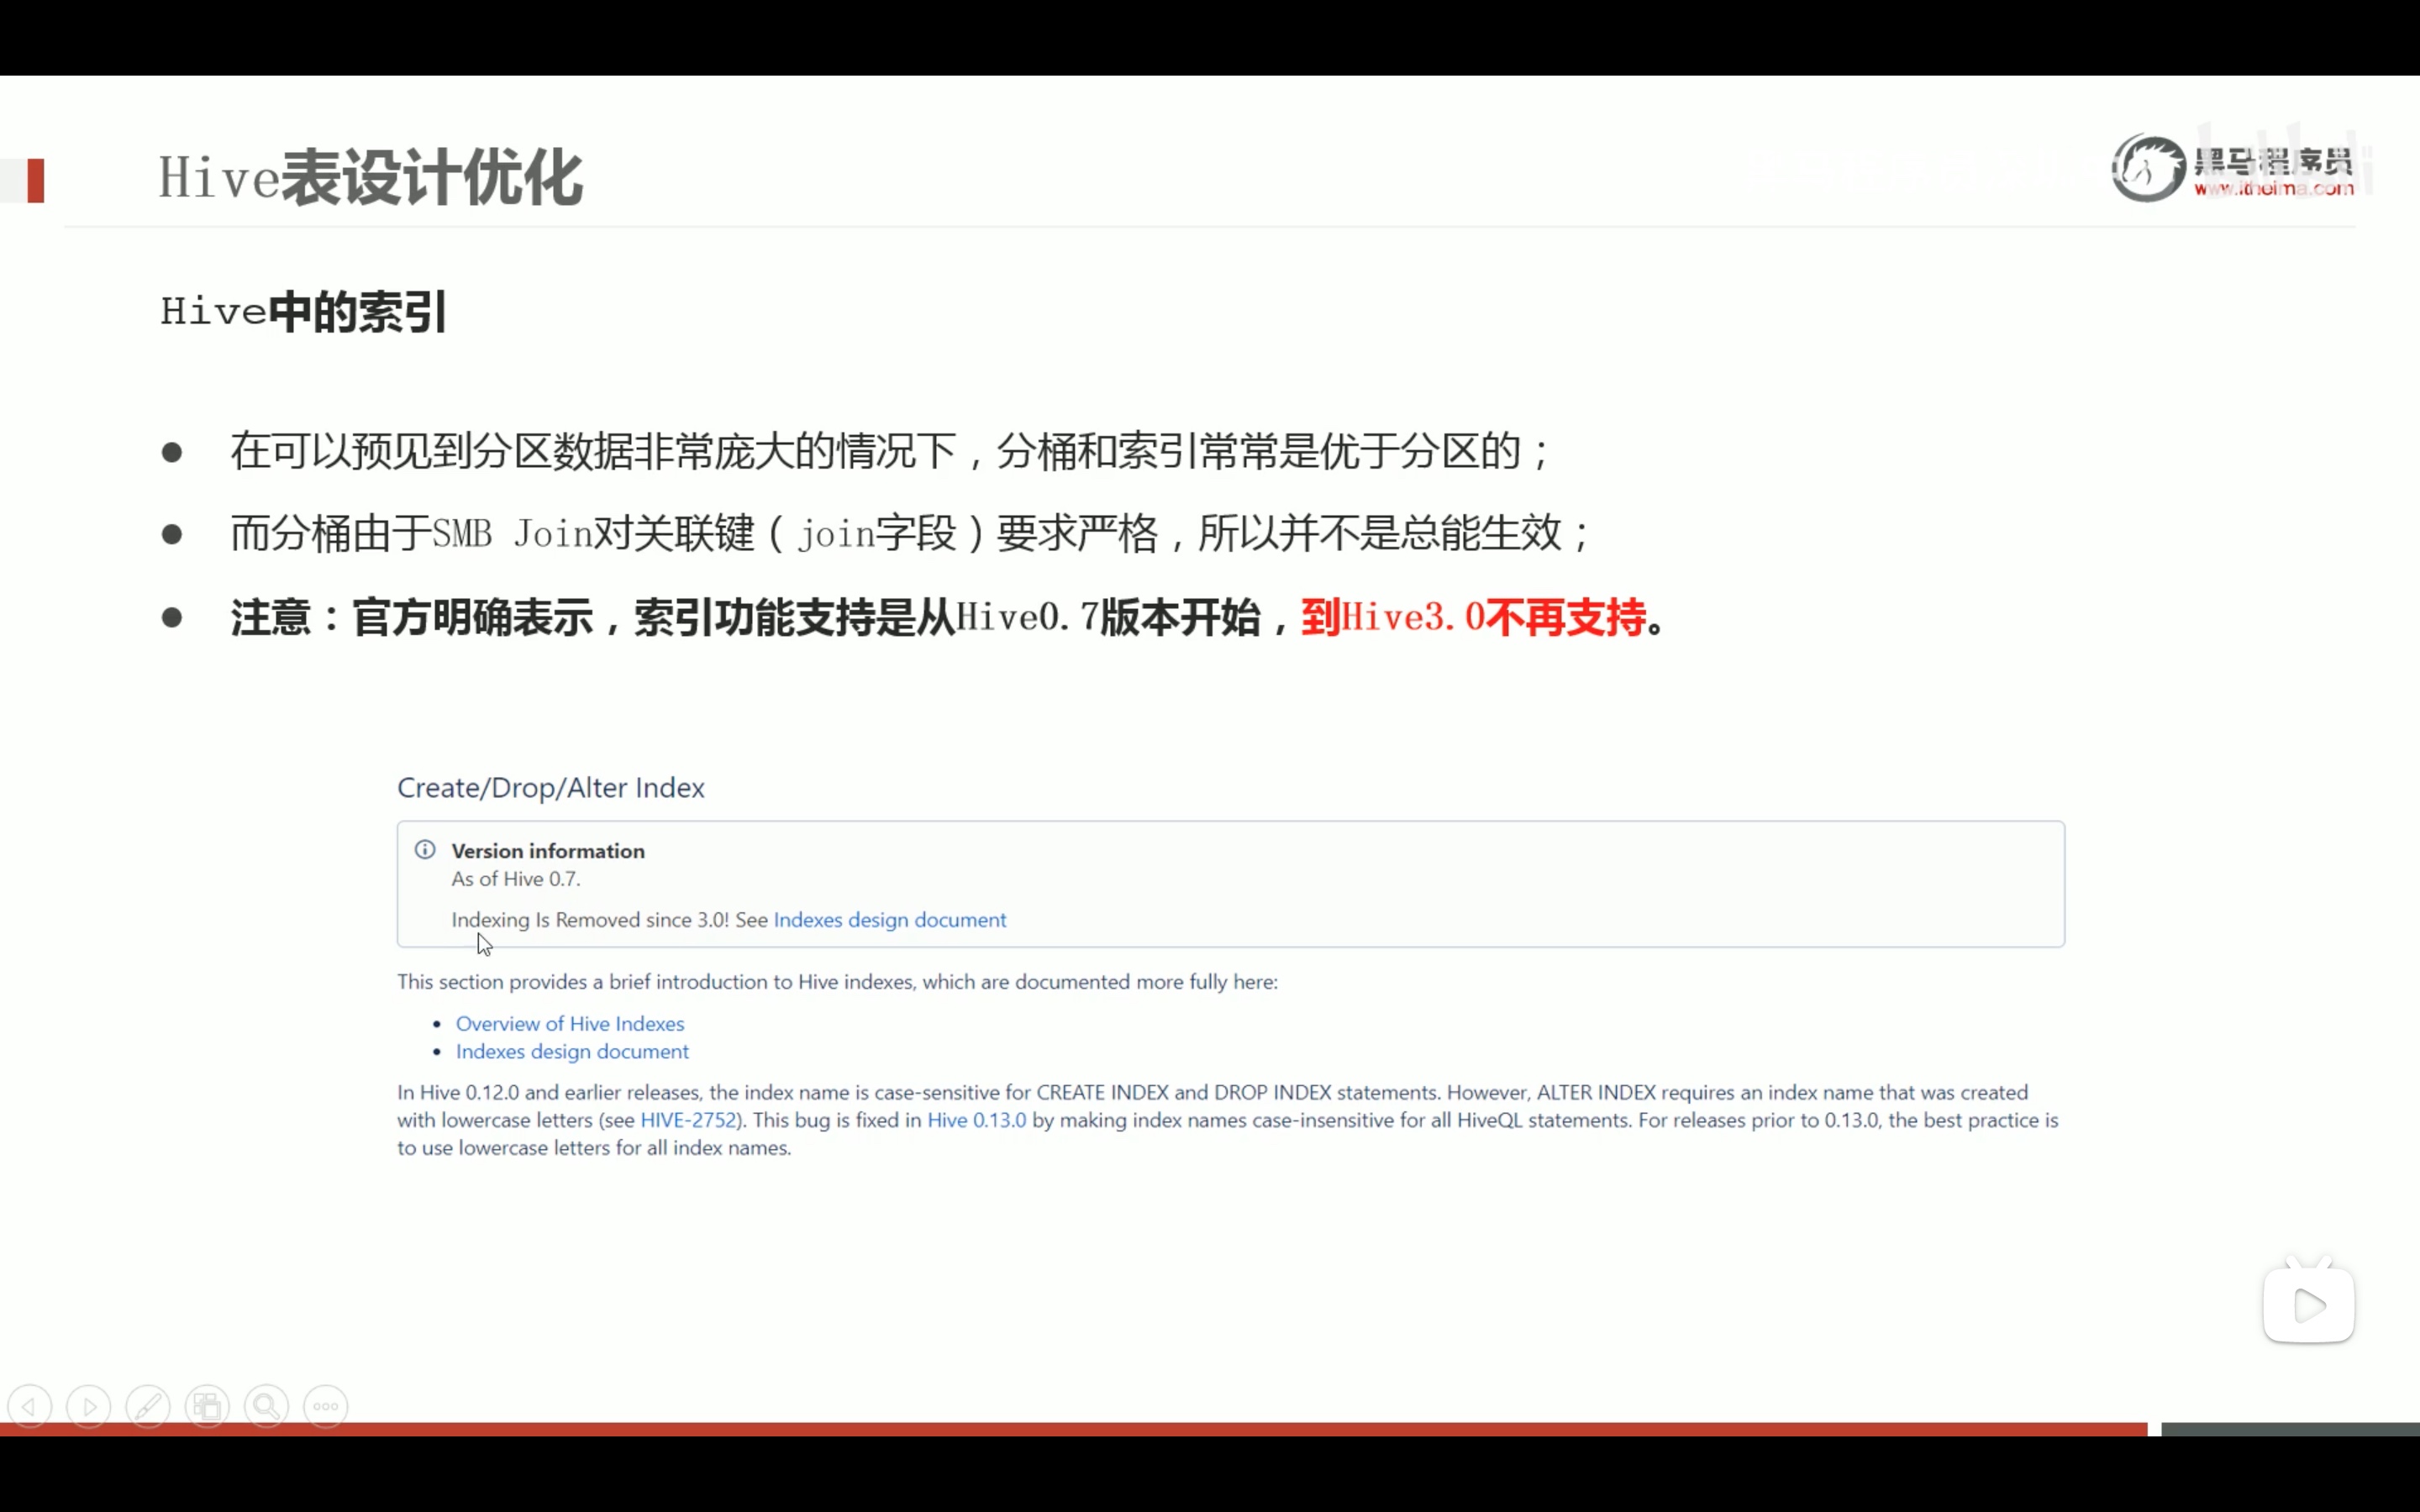 Hive表设计优化
黑马程序员
www.itheima.com
Hive中的索引
● 在可以预见到分区数据非常庞大的情况下，分桶和索引常常是优于分区的；
● 而分桶由于SMB Join对关联键（join字段）要求严格，所以并不是总能生效；
● 注意：官方明确表示，索引功能支持是从Hive0.7版本开始，到Hive3.0不再支持。
Create/Drop/Alter Index
Version information
As of Hive 0.7.
Indexing Is Removed since 3.0! See Indexes design document
This section provides a brief introduction to Hive indexes, which are documented more fully here:
• Overview of Hive Indexes
• Indexes design document
In Hive 0.12.0 and earlier releases, the index name is case-sensitive for CREATE INDEX and DROP INDEX statements. However, ALTER INDEX requires an index name that was created
with lowercase letters (see HIVE-2752). This bug is fixed in Hive 0.13.0 by making index names case-insensitive for all HiveQL statements. For releases prior to 0.13.0, the best practice is
to use lowercase letters for all index names.